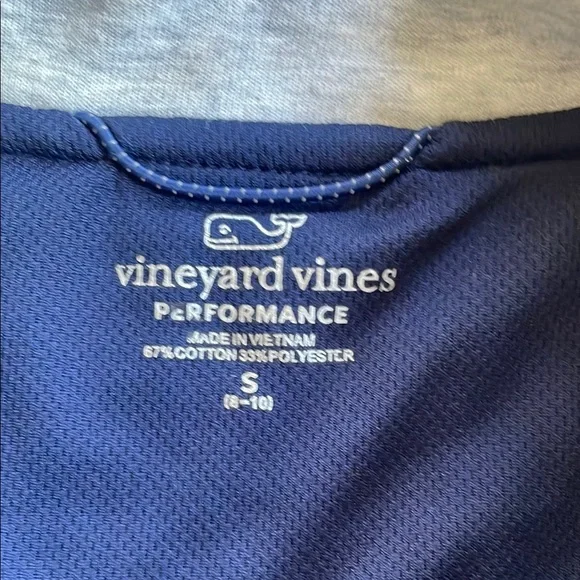 vineyard vines
PERFORMANCE
MADE IN VIETNAM
67% COTTON 33% POLYESTER
S
(8-10)